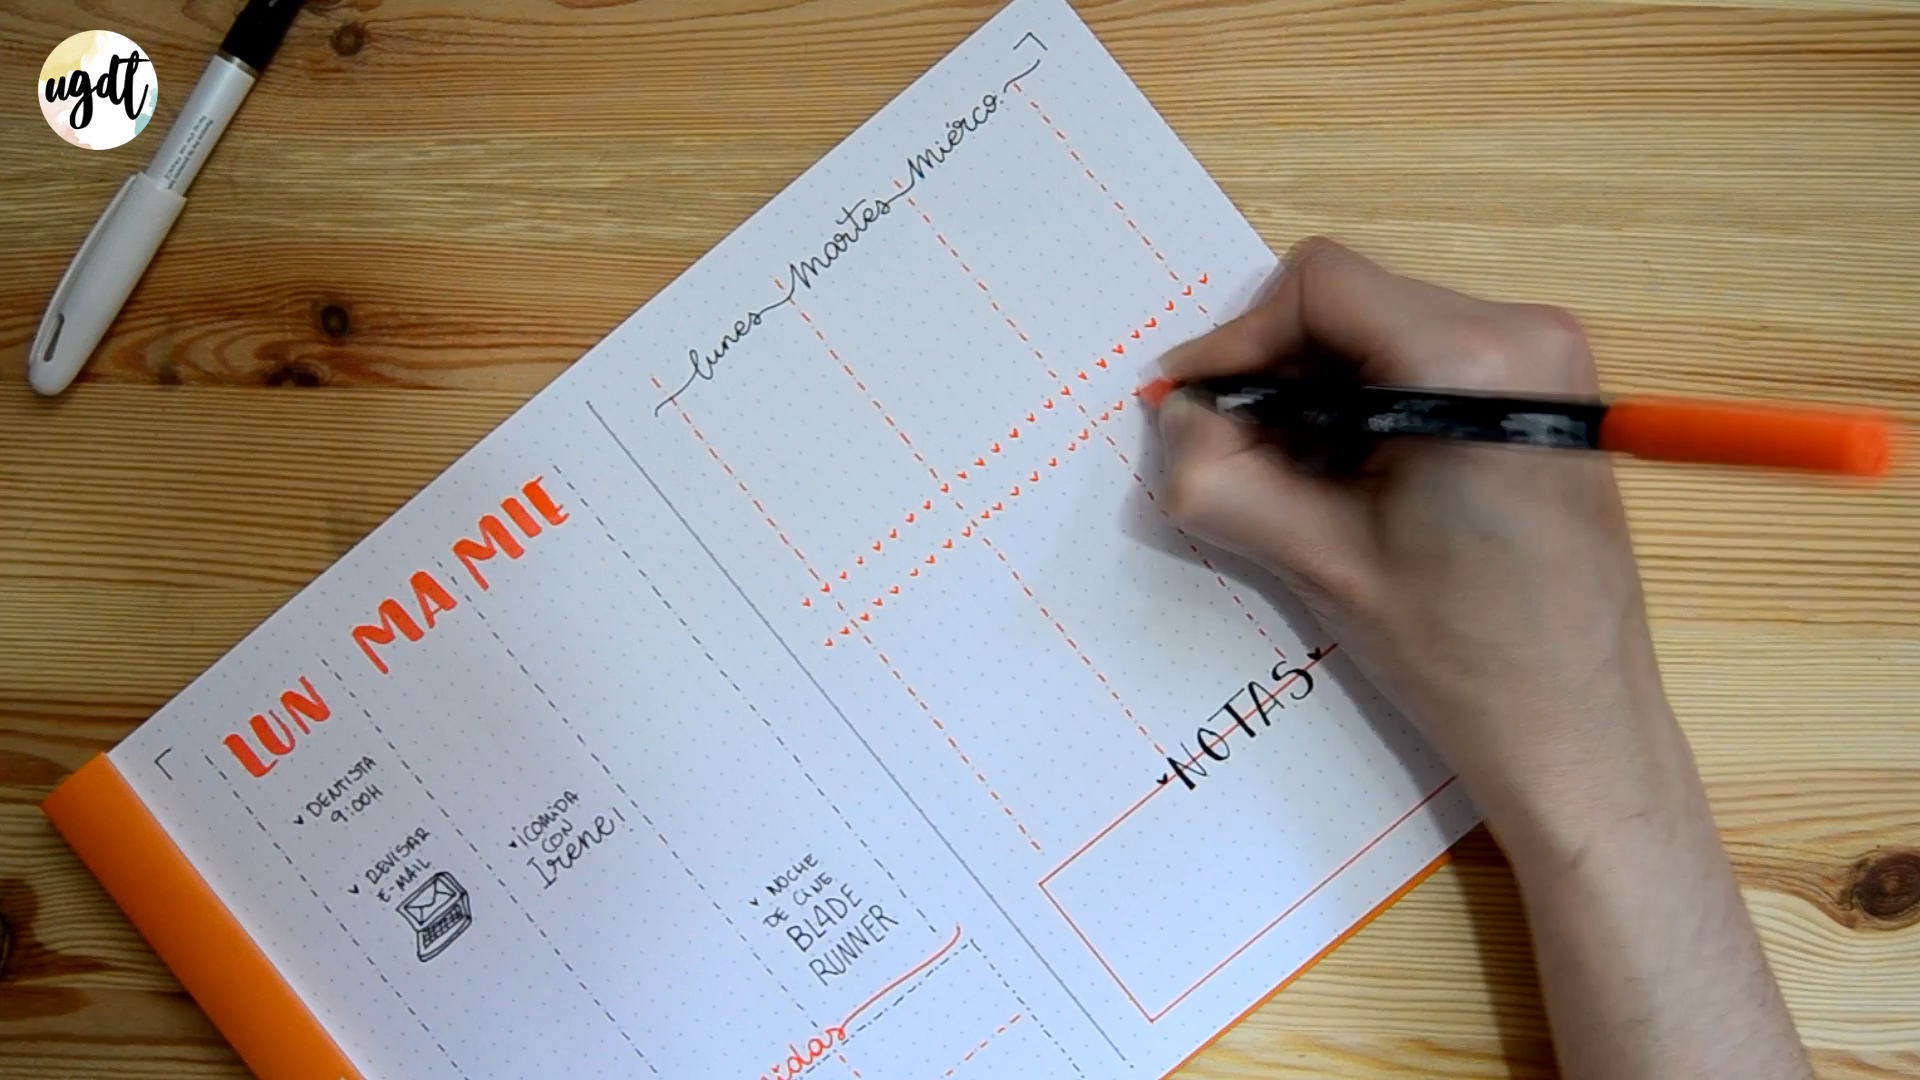 ugdt
LUN MA MIE
DENTISTA
9:00H
REVISAR
E-MAIL
¡COMiDA
CON
Irene!
NOCHE
DE CiNE
BLADE
RUNNER
lunes martes miérco.
NOTAS